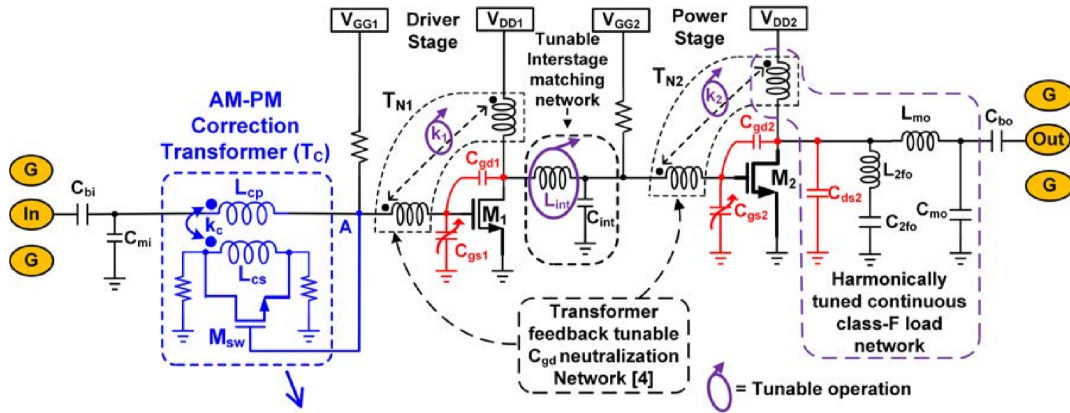 V_GG1
Driver
Stage
V_DD1
Tunable
Interstage
matching
network
V_GG2
Power
Stage
V_DD2
AM-PM
Correction
Transformer (T_C)
T_N1
k_1
C_gd1
T_N2
k_2
C_gd2
L_mo
C_bo
G
In
G
C_bi
C_mi
L_cp
k_c
L_cs
M_sw
A
C_gs1
M_1
L_int
C_int
C_gs2
M_2
C_ds2
L_2fo
C_2fo
C_mo
G
Out
G
Transformer
feedback tunable
C_gd neutralization
Network [4]
Harmonically
tuned continuous
class-F load
network
= Tunable operation